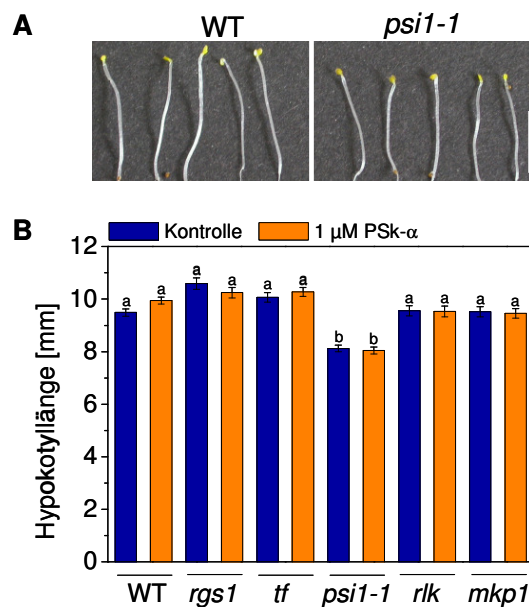 A
WT
psi1-1
B
Kontrolle
1 µM PSk-α
Hypokotyllänge [mm]
12
10
8
6
4
2
0
a a a a a a b b a a a a
WT rgs1 tf psi1-1 rlk mkp1